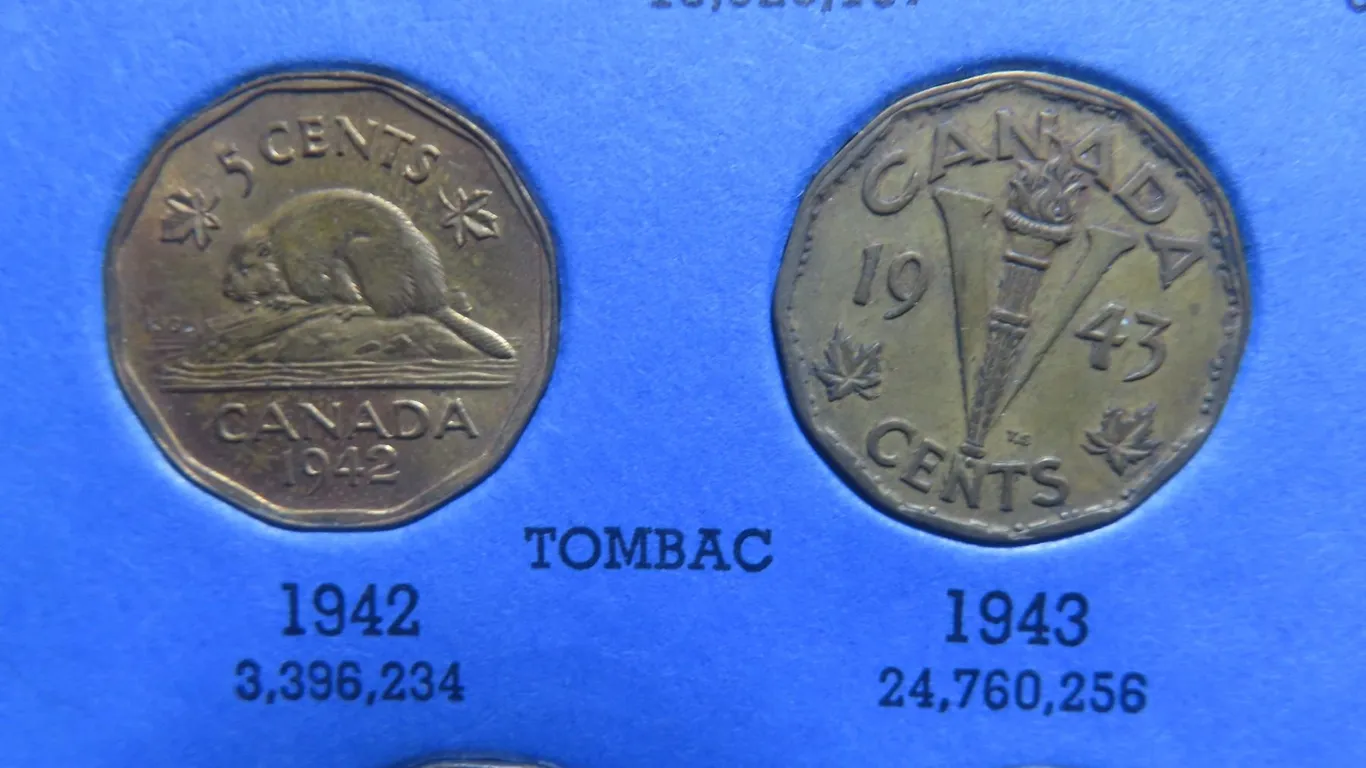 5 CENTS
CANADA
1942
CANADA
19 43
CENTS
TOMBAC
1942
3,396,234
1943
24,760,256